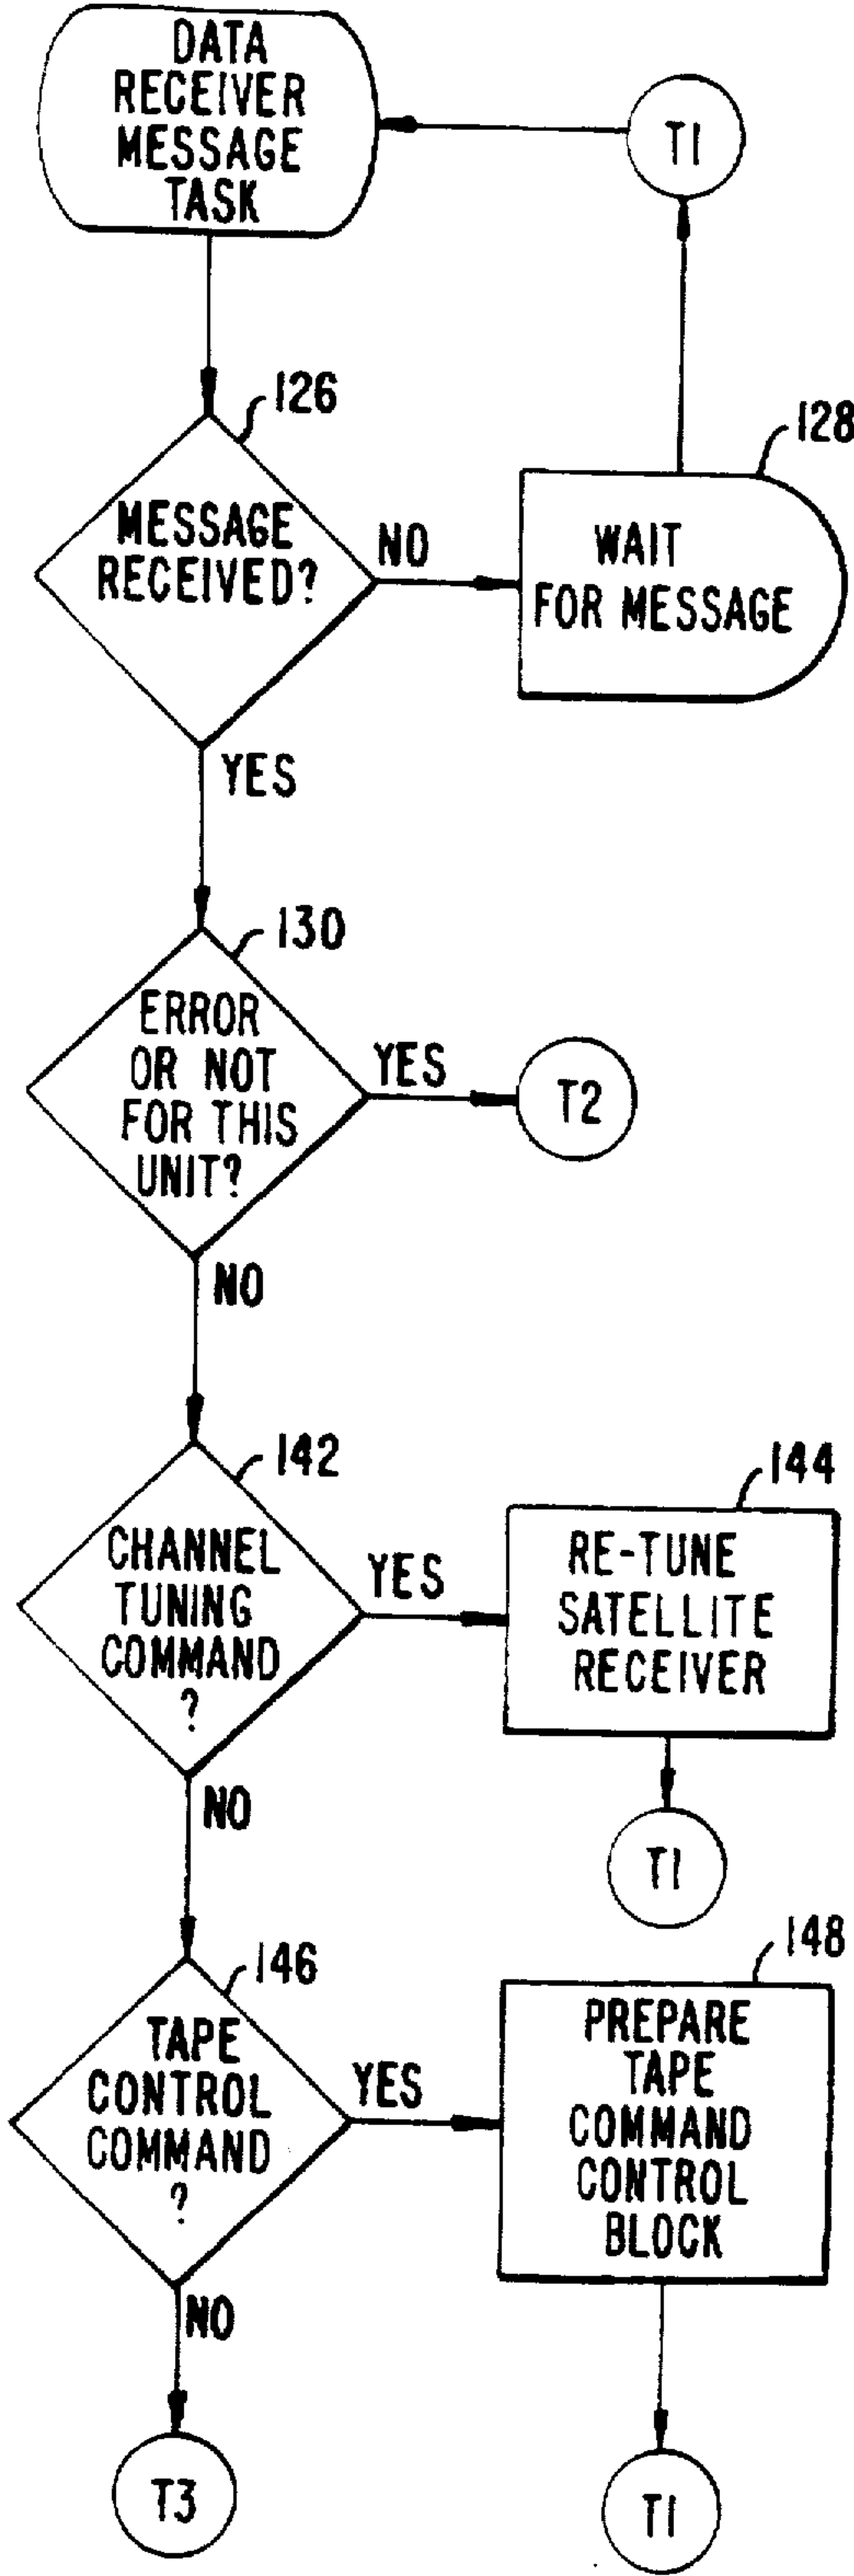 DATA
RECEIVER
MESSAGE
TASK
T1
126
128
MESSAGE
RECEIVED?
NO
WAIT
FOR MESSAGE
YES
130
ERROR
OR NOT
FOR THIS
UNIT?
YES
T2
NO
142
144
CHANNEL
TUNING
COMMAND
?
YES
RE-TUNE
SATELLITE
RECEIVER
NO
T1
146
148
TAPE
CONTROL
COMMAND
?
YES
PREPARE
TAPE
COMMAND
CONTROL
BLOCK
NO
T3
T1